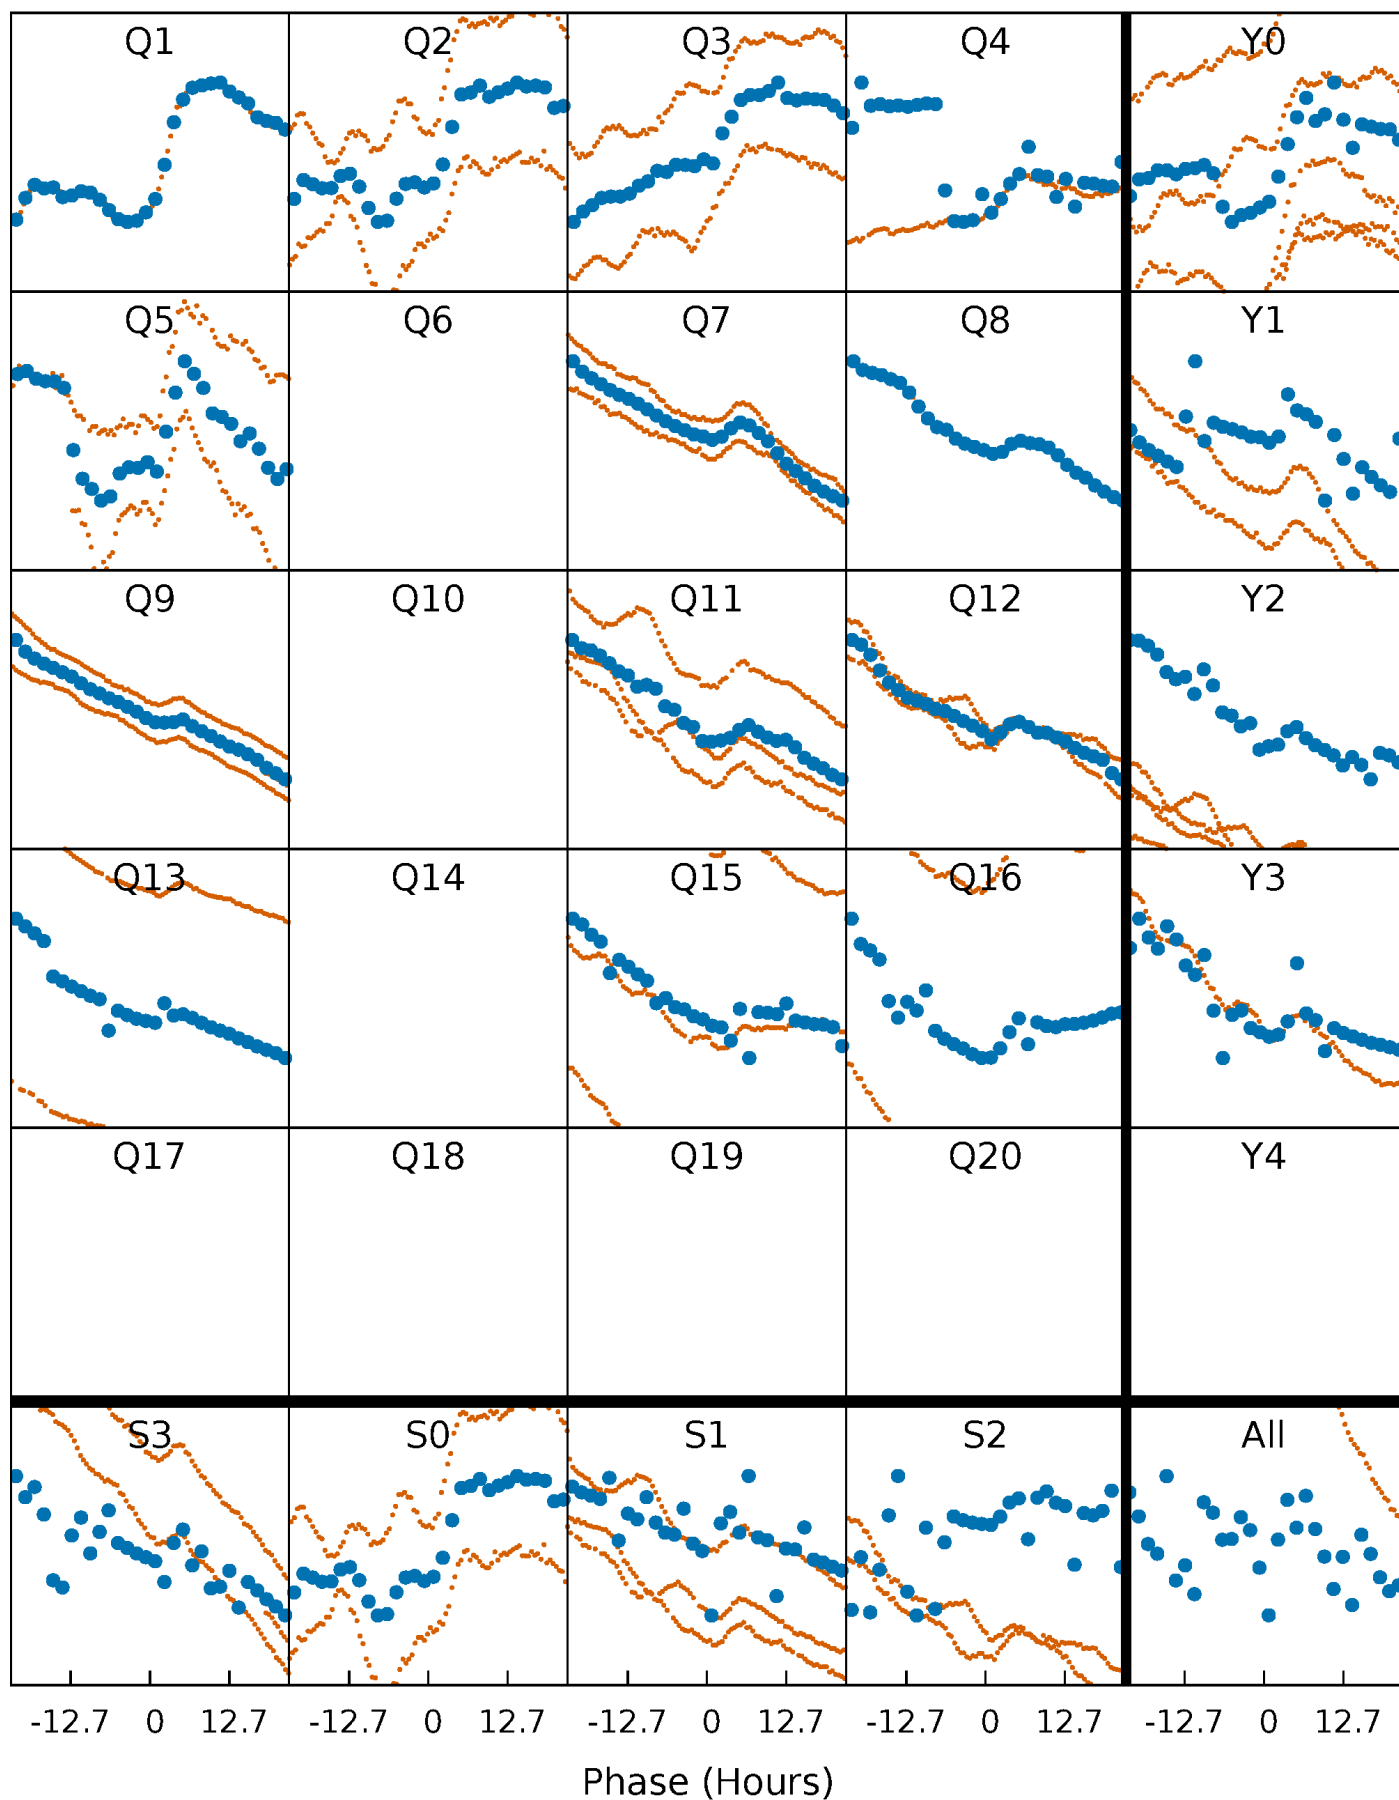 Q1 Q2 Q3 Q4 Y0
Q5 Q6 Q7 Q8 Y1
Q9 Q10 Q11 Q12 Y2
Q13 Q14 Q15 Q16 Y3
Q17 Q18 Q19 Q20 Y4
S3 S0 S1 S2 All
-12.7 0 12.7 -12.7 0 12.7 -12.7 0 12.7 -12.7 0 12.7 -12.7 0 12.7
Phase (Hours)